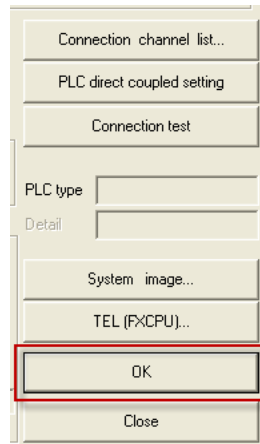 Connection channel list...
PLC direct coupled setting
Connection test
PLC type
Detail
System image...
TEL (FXCPU)...
OK
Close